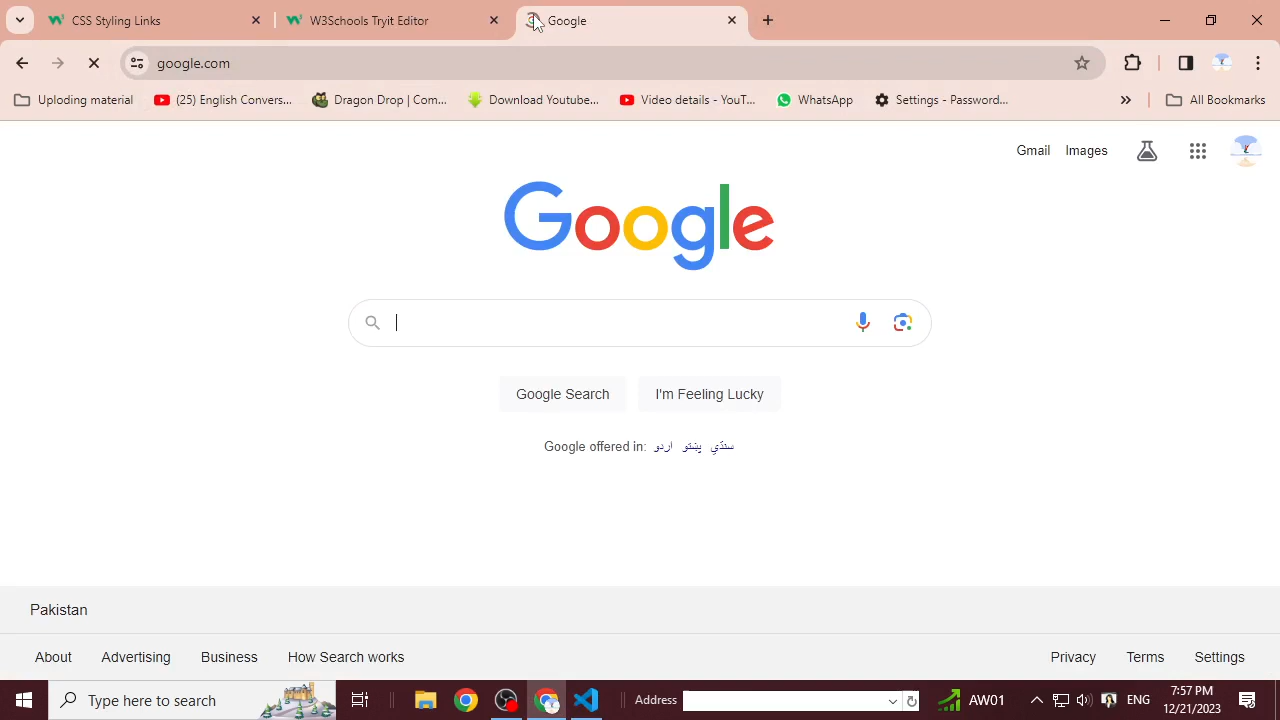 CSS Styling Links
W3Schools Tryit Editor
Google
google.com
Uploding material
(25) English Convers...
Dragon Drop | Com...
Download Youtube...
Video details - YouT...
WhatsApp
Settings - Password...
All Bookmarks
Gmail
Images
Google
Google Search
I'm Feeling Lucky
Google offered in: اردو پښتو سنڌي
Pakistan
About
Advertising
Business
How Search works
Privacy
Terms
Settings
Type here to search
Address
AW01
ENG
7:57 PM
12/21/2023